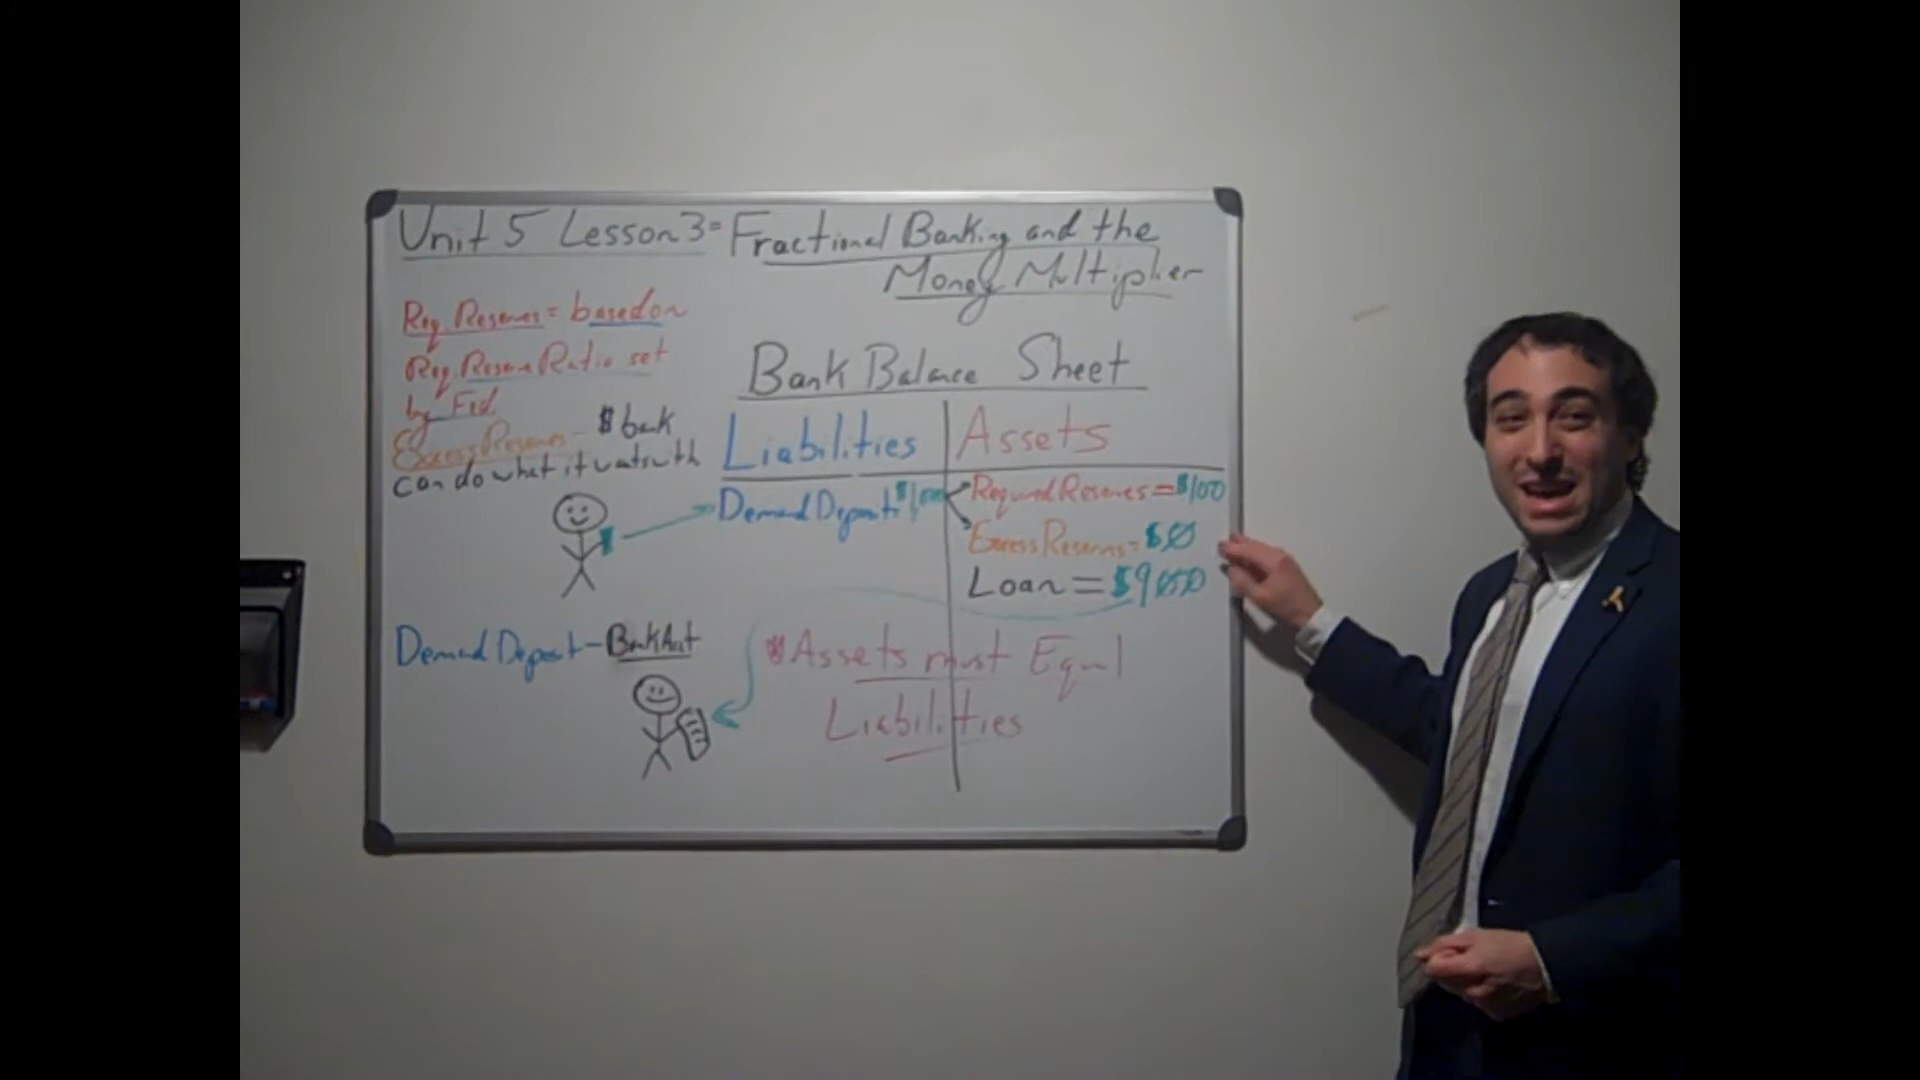 Unit 5 Lesson 3= Fractional Banking and the
Money Multiplier
Req. Reserves= based on
Req. Reserve Ratio set
by Fed
Excess Reserves- $ bank
can do what it wants with
Bank Balance Sheet
Liabilities Assets
Demand Deposit Required Reserves=$100
Excess Reserves=$0
Loan=$900
Demand Deposit-Bank Acct
*Assets must Equal
Liabilities